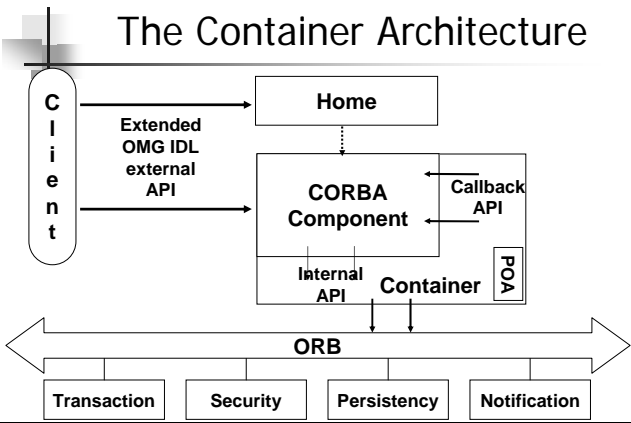 The Container Architecture
Client
Home
Extended
OMG IDL
external
API
CORBA
Component
Callback
API
Internal
API
Container
POA
ORB
Transaction
Security
Persistency
Notification